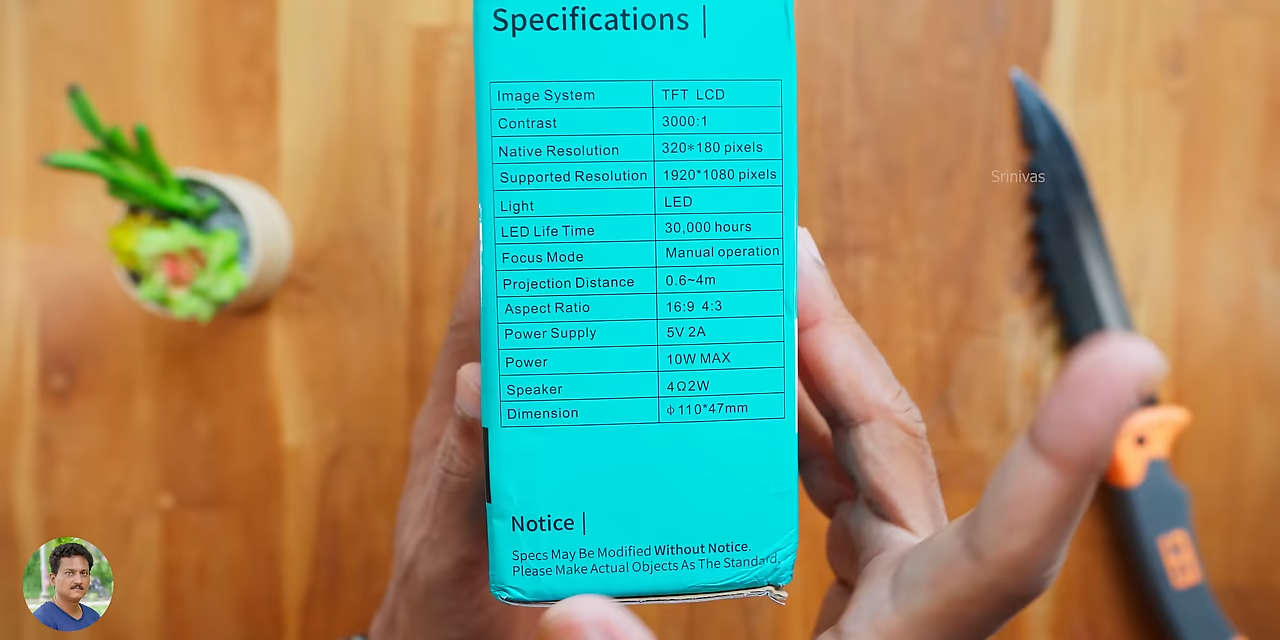 Specifications |
Image System TFT LCD
Contrast 3000:1
Native Resolution 320*180 pixels
Supported Resolution 1920*1080 pixels
Light LED
LED Life Time 30,000 hours
Focus Mode Manual operation
Projection Distance 0.6~4m
Aspect Ratio 16:9 4:3
Power Supply 5V 2A
Power 10W MAX
Speaker 4Ω2W
Dimension ϕ110*47mm
Notice |
Specs May Be Modified Without Notice.
Please Make Actual Objects As The Standard,
Srinivas